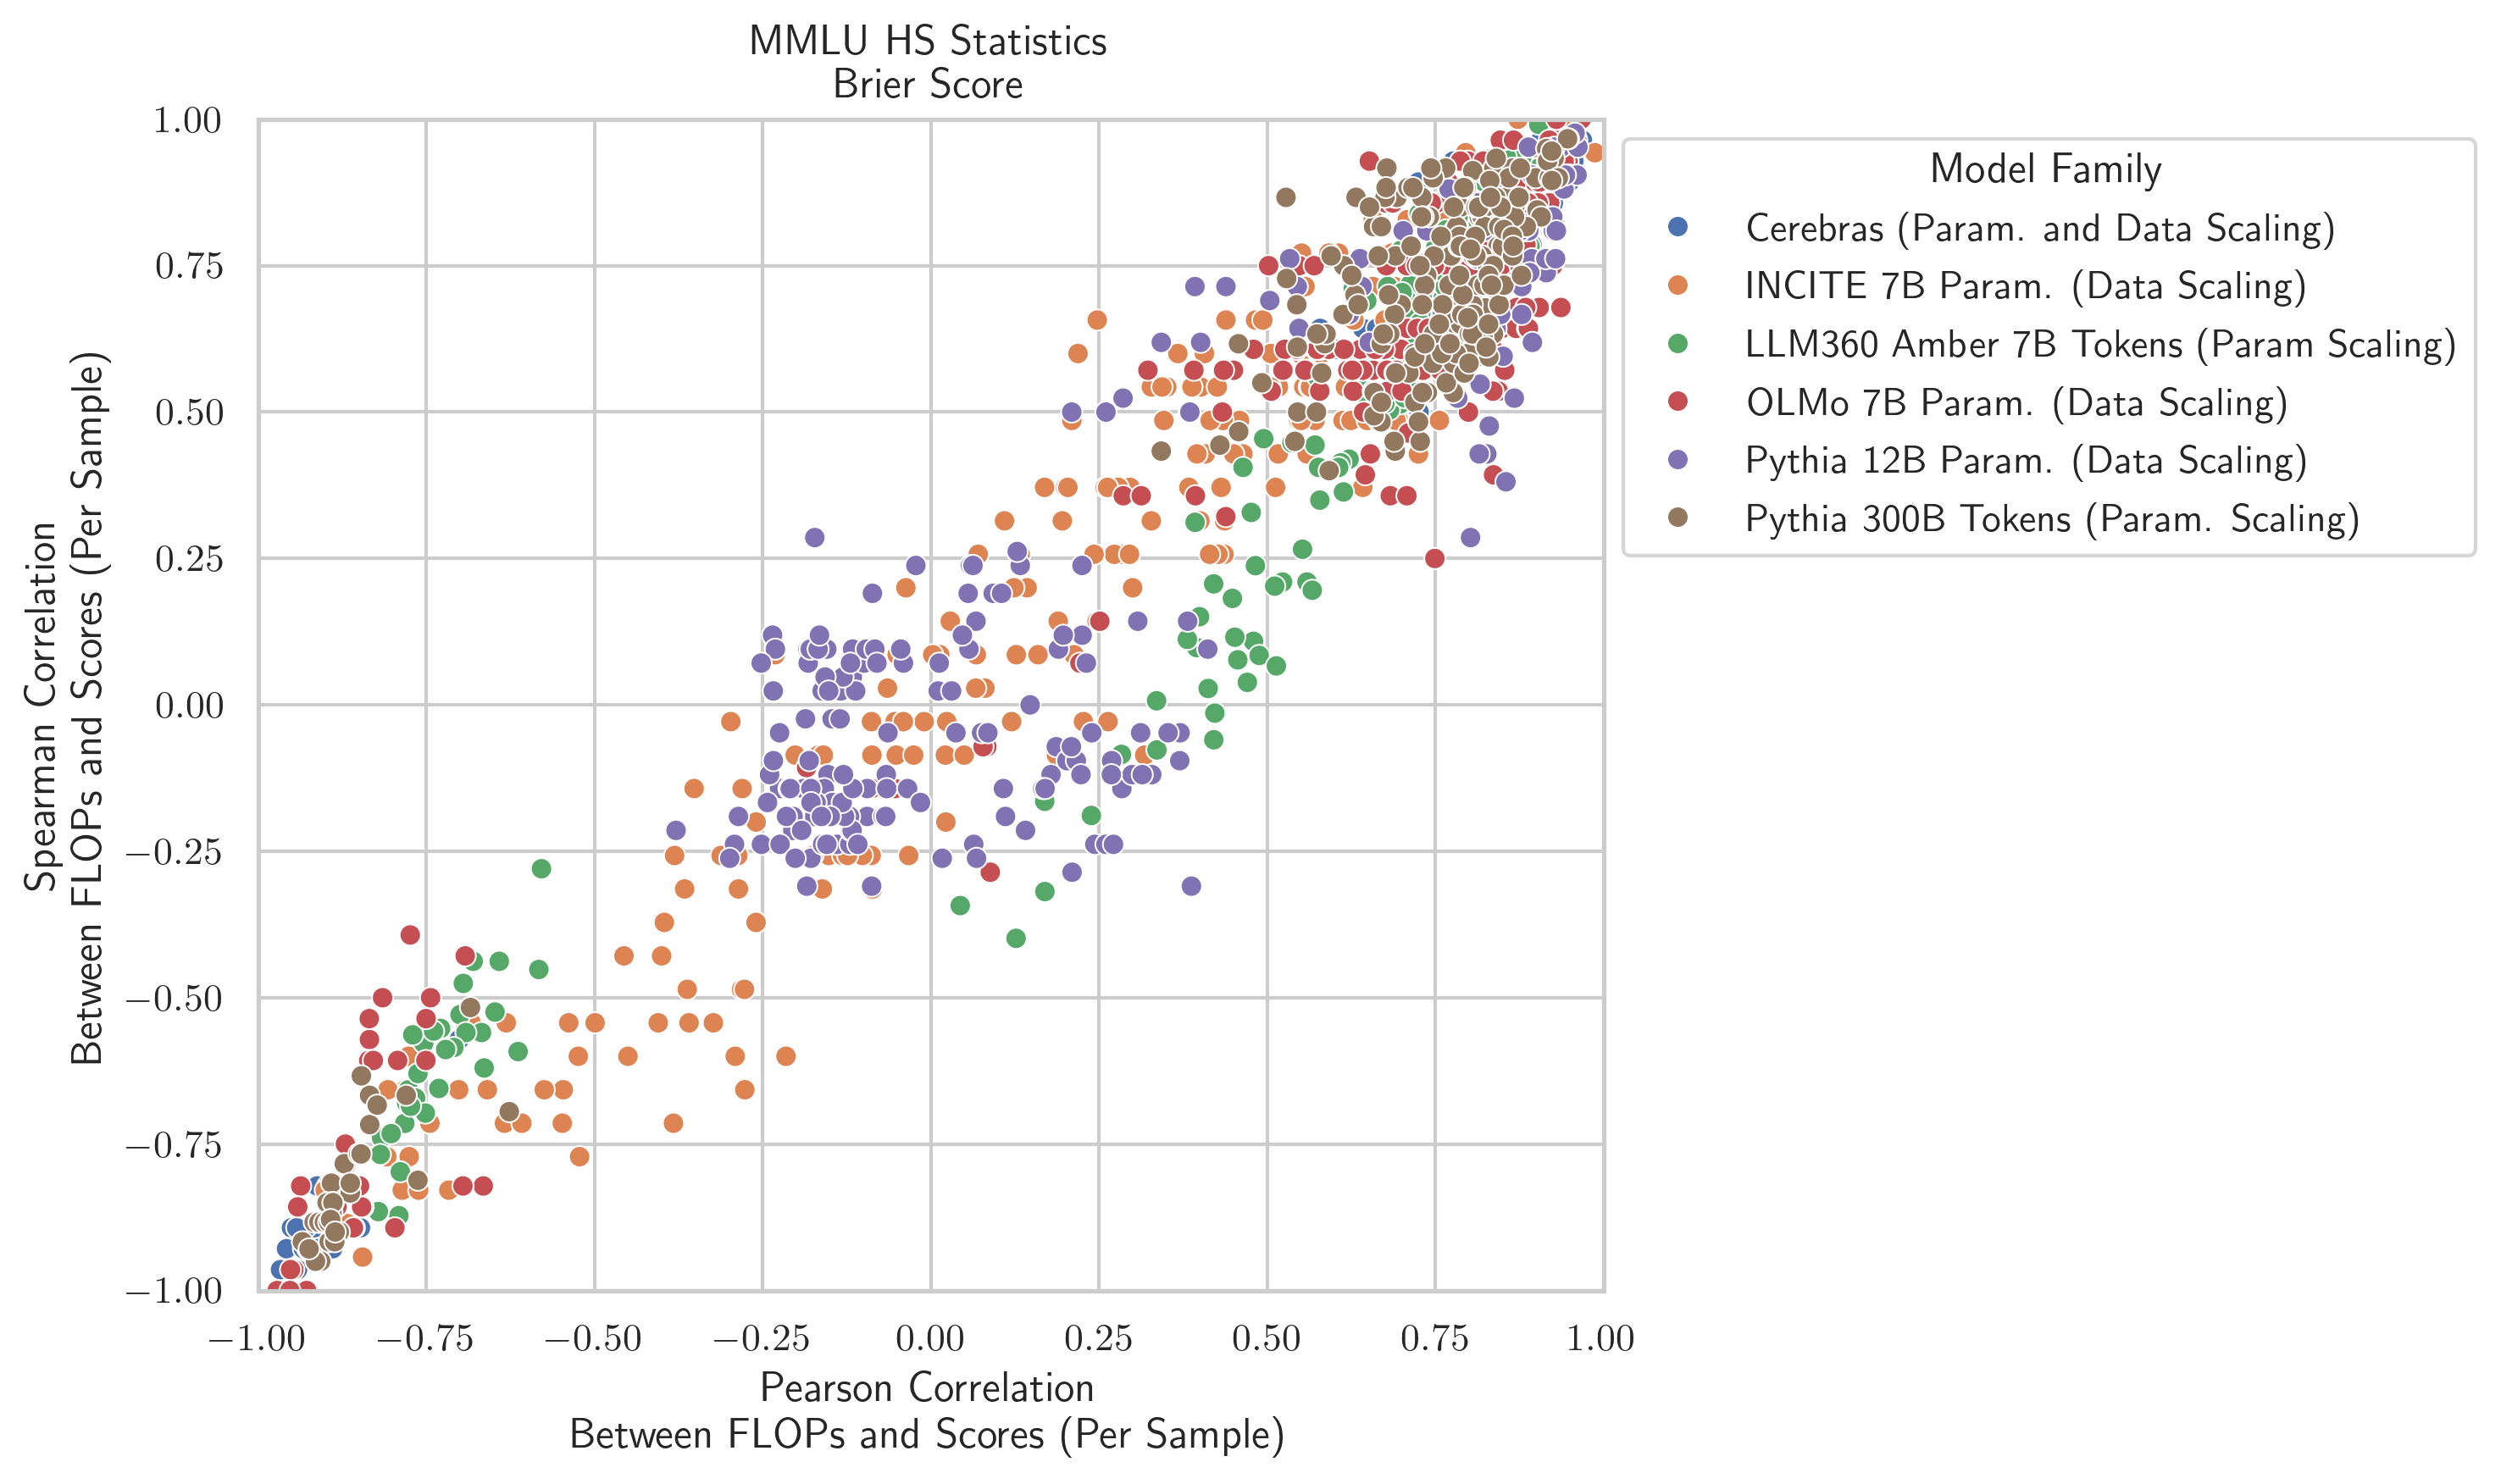 MMLU HS Statistics
Brier Score
Spearman Correlation
Between FLOPs and Scores (Per Sample)
1.00
0.75
0.50
0.25
0.00
−0.25
−0.50
−0.75
−1.00
−1.00 −0.75 −0.50 −0.25 0.00 0.25 0.50 0.75 1.00
Pearson Correlation
Between FLOPs and Scores (Per Sample)
Model Family
Cerebras (Param. and Data Scaling)
INCITE 7B Param. (Data Scaling)
LLM360 Amber 7B Tokens (Param Scaling)
OLMo 7B Param. (Data Scaling)
Pythia 12B Param. (Data Scaling)
Pythia 300B Tokens (Param. Scaling)